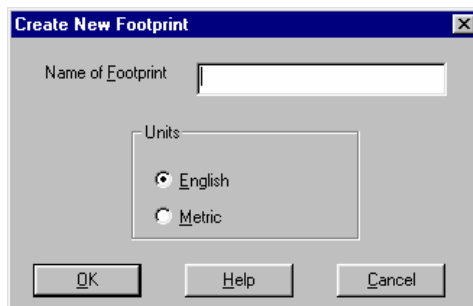 Create New Footprint
Name of Footprint
Units
English
Metric
OK Help Cancel